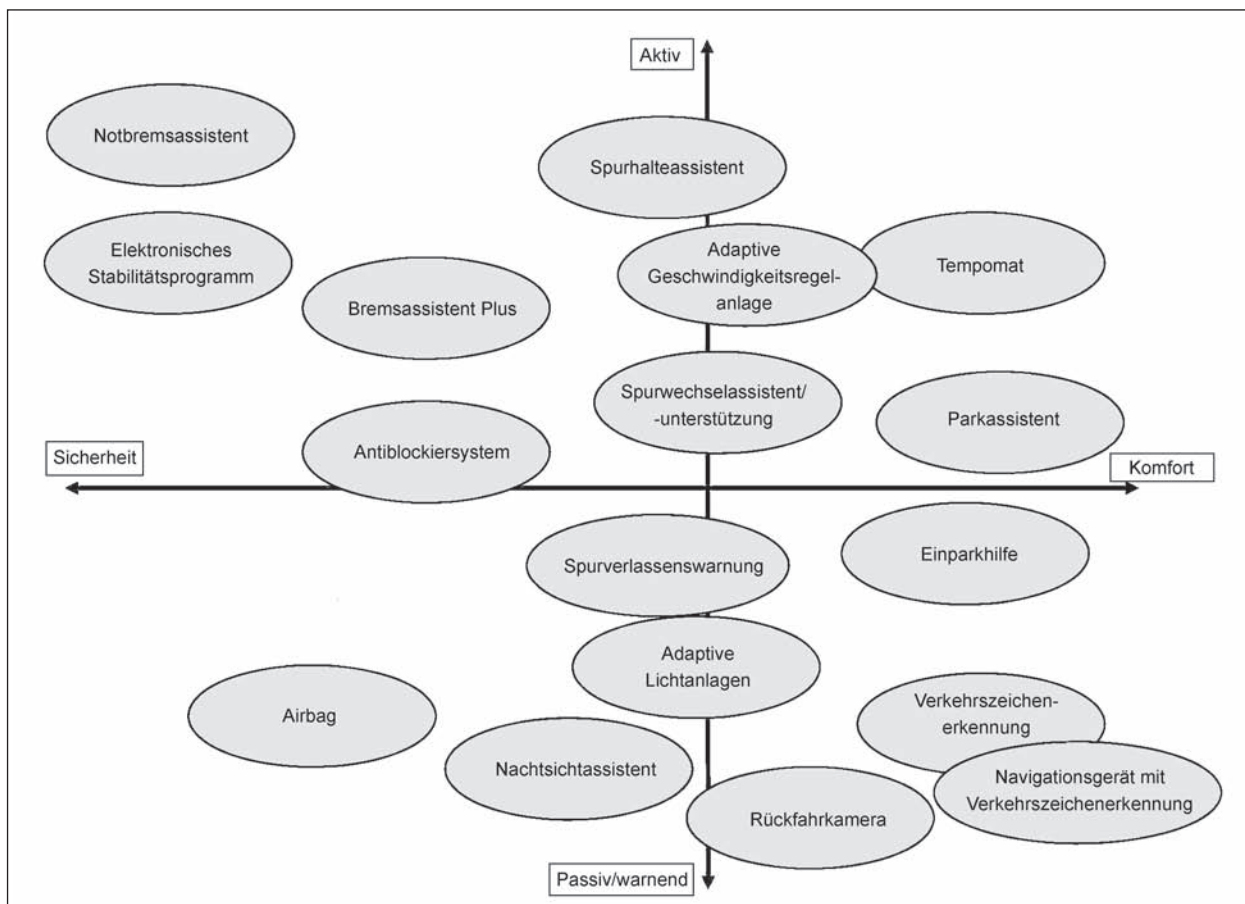 Aktiv
Notbremsassistent
Spurhalteassistent
Elektronisches
Stabilitätsprogramm
Adaptive
Geschwindigkeitsregel-
anlage
Tempomat
Bremsassistent Plus
Spurwechselassistent/
-unterstützung
Parkassistent
Antiblockiersystem
Sicherheit
Komfort
Spurverlassenswarnung
Einparkhilfe
Adaptive
Lichtanlagen
Airbag
Verkehrszeichen-
erkennung
Nachtsichtassistent
Navigationsgerät mit
Verkehrszeichenerkennung
Rückfahrkamera
Passiv/warnend